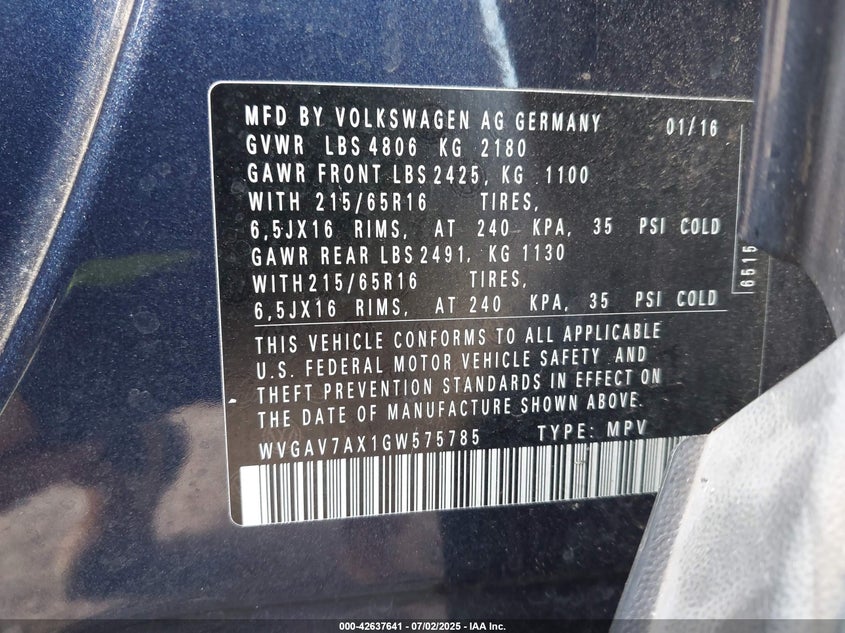 MFD BY VOLKSWAGEN AG GERMANY 01/16
GVWR LBS 4806 KG 2180
GAWR FRONT LBS 2425, KG 1100
WITH 215/65R16 TIRES,
6,5JX16 RIMS, AT 240 KPA, 35 PSI COLD
GAWR REAR LBS 2491, KG 1130
WITH 215/65R16 TIRES,
6,5JX16 RIMS, AT 240 KPA, 35 PSI COLD
6515
THIS VEHICLE CONFORMS TO ALL APPLICABLE
U.S. FEDERAL MOTOR VEHICLE SAFETY AND
THEFT PREVENTION STANDARDS IN EFFECT ON
THE DATE OF MANUFACTURE SHOWN ABOVE.
WVGAV7AX1GW575785 TYPE: MPV
000-42637641 / 07/02/2025 - IAA Inc.